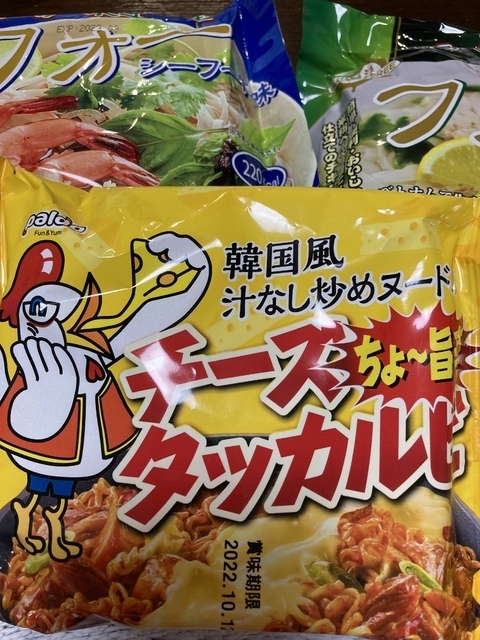 フォー
シーフー
味
220
フ
Paldo
Fun&Yum
韓国風
汁なし炒めヌード
チーズ
ちょ〜旨
タッカルビ
賞味期限
2022.10.1